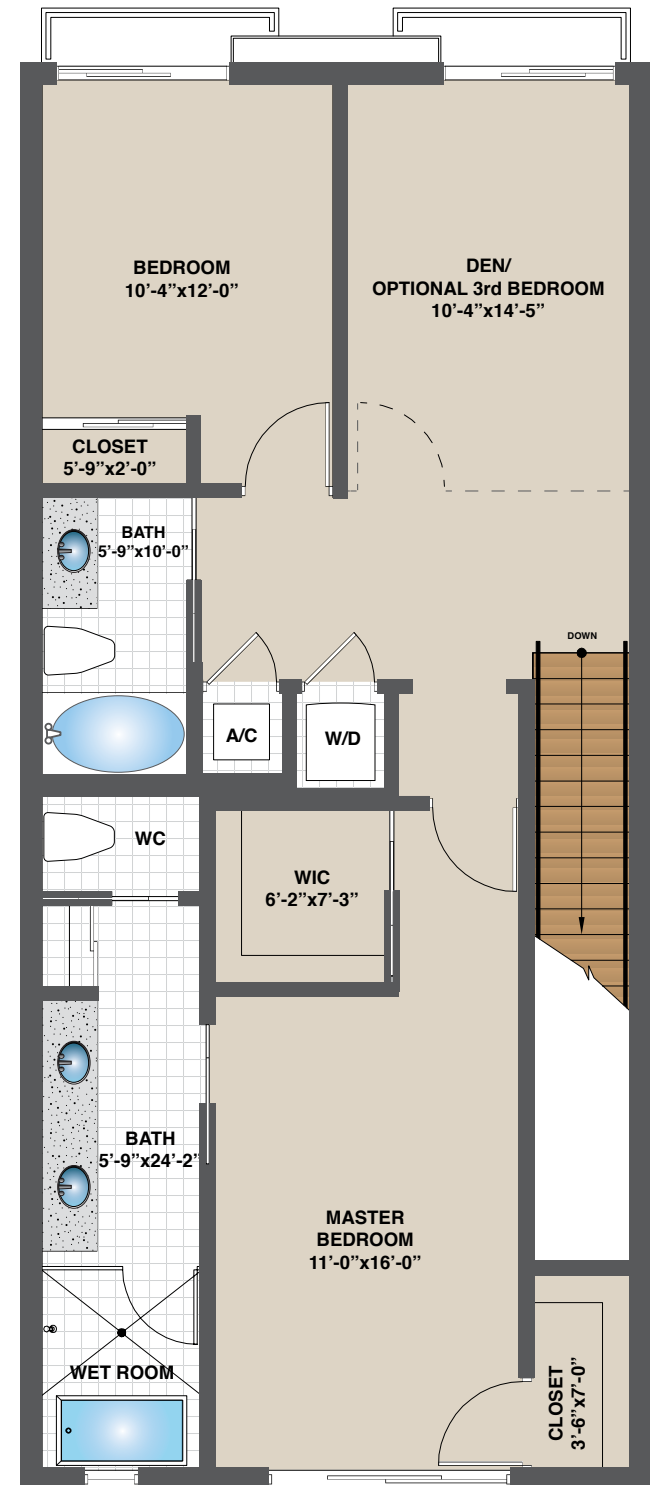 BEDROOM
10’-4”x12’-0”
DEN/
OPTIONAL 3rd BEDROOM
10’-4”x14’-5”
CLOSET
5’-9”x2’-0”
BATH
5’-9”x10’-0”
DOWN
A/C
W/D
WC
WIC
6’-2”x7’-3”
BATH
5’-9”x24’-2”
MASTER
BEDROOM
11’-0”x16’-0”
WET ROOM
CLOSET
3’-6”x7’-0”